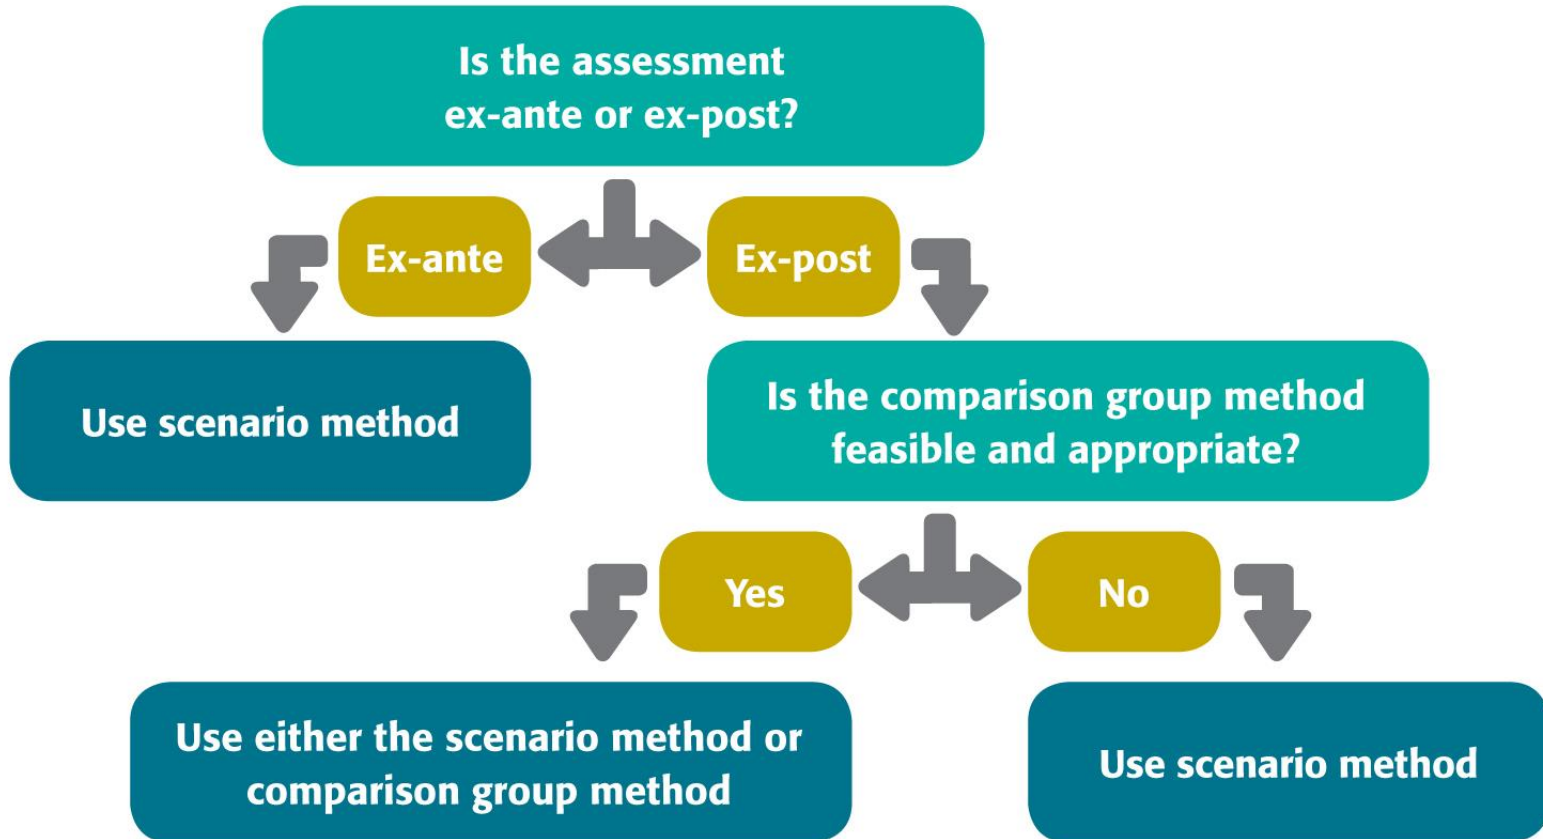 Is the assessment
ex-ante or ex-post?
Ex-ante
Ex-post
Use scenario method
Is the comparison group method
feasible and appropriate?
Yes
No
Use either the scenario method or
comparison group method
Use scenario method